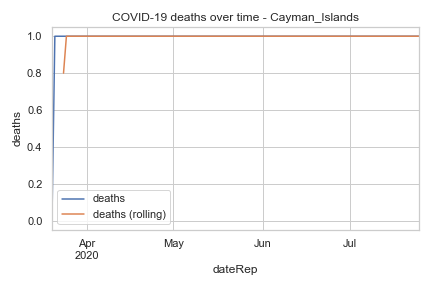 COVID-19 deaths over time - Cayman_Islands
1.0
0.8
0.6
0.4
0.2
0.0
deaths
deaths
deaths (rolling)
Apr
2020
May
Jun
Jul
dateRep